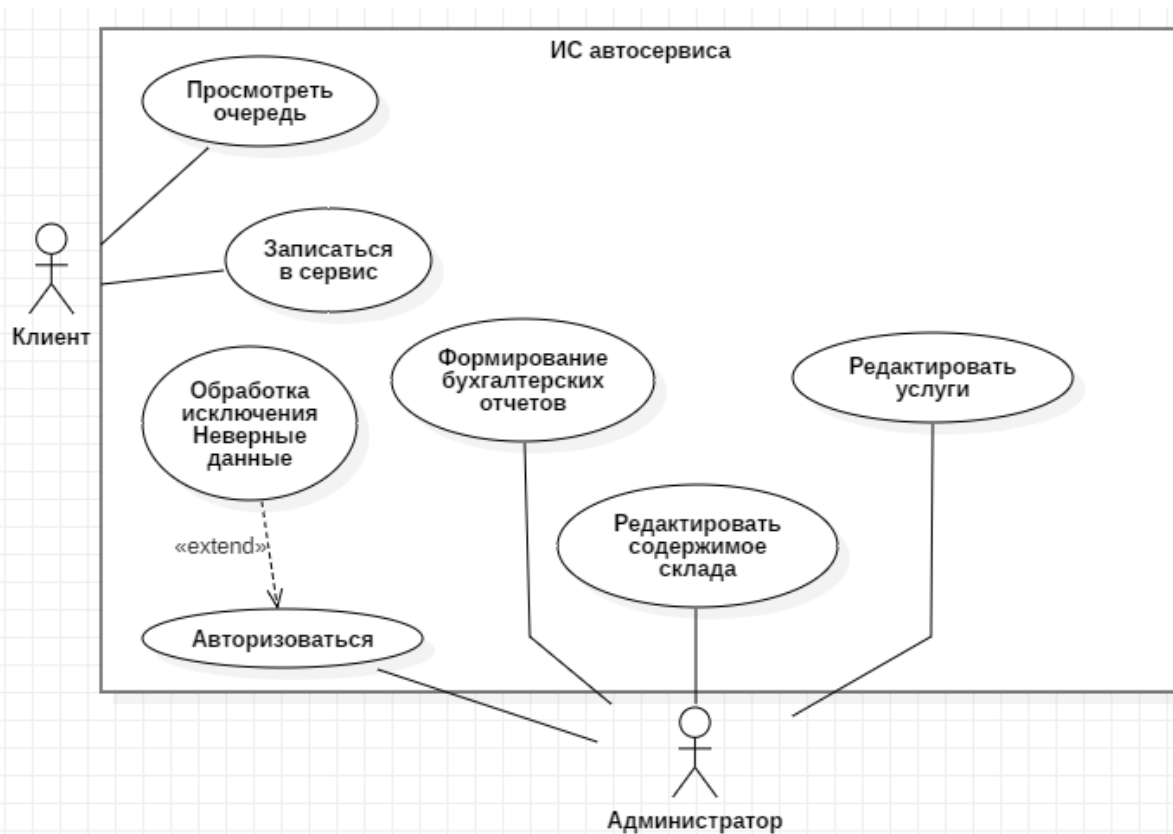 ИС автосервиса
Просмотреть
очередь
Записаться
в сервис
Клиент
Формирование
бухгалтерских
отчетов
Редактировать
услуги
Обработка
исключения
Неверные
данные
Редактировать
содержимое
склада
«extend»
Авторизоваться
Администратор